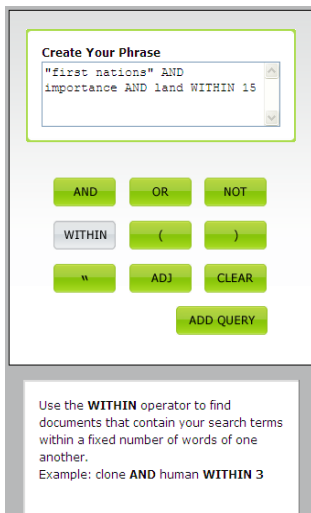 Create Your Phrase
"first nations" AND
importance AND land WITHIN 15
AND OR NOT
WITHIN ( )
“ ADJ CLEAR
ADD QUERY
Use the WITHIN operator to find
documents that contain your search terms
within a fixed number of words of one
another.
Example: clone AND human WITHIN 3